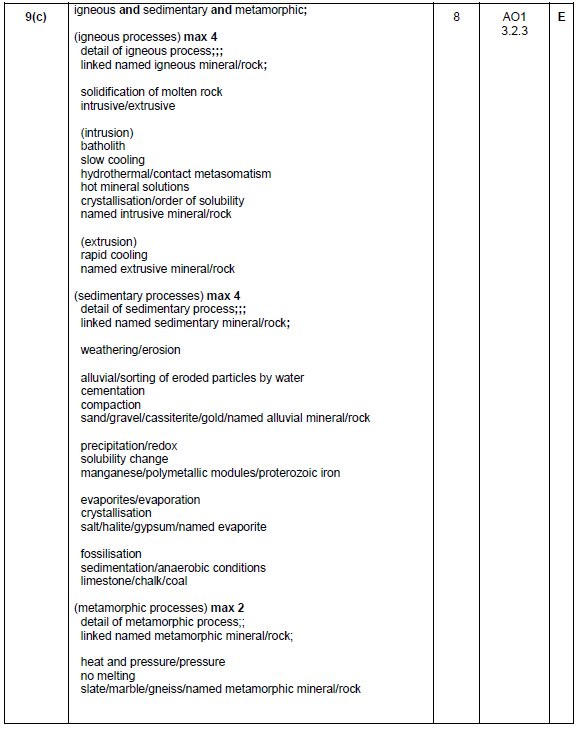 9(c)
igneous and sedimentary and metamorphic;
8
AO1
3.2.3
E
(igneous processes) max 4
detail of igneous process;;;
linked named igneous mineral/rock;
solidification of molten rock
intrusive/extrusive
(intrusion)
batholith
slow cooling
hydrothermal/contact metasomatism
hot mineral solutions
crystallisation/order of solubility
named intrusive mineral/rock
(extrusion)
rapid cooling
named extrusive mineral/rock
(sedimentary processes) max 4
detail of sedimentary process;;;
linked named sedimentary mineral/rock;
weathering/erosion
alluvial/sorting of eroded particles by water
cementation
compaction
sand/gravel/cassiterite/gold/named alluvial mineral/rock
precipitation/redox
solubility change
manganese/polymetallic modules/proterozoic iron
evaporites/evaporation
crystallisation
salt/halite/gypsum/named evaporite
fossilisation
sedimentation/anaerobic conditions
limestone/chalk/coal
(metamorphic processes) max 2
detail of metamorphic process;;
linked named metamorphic mineral/rock;
heat and pressure/pressure
no melting
slate/marble/gneiss/named metamorphic mineral/rock